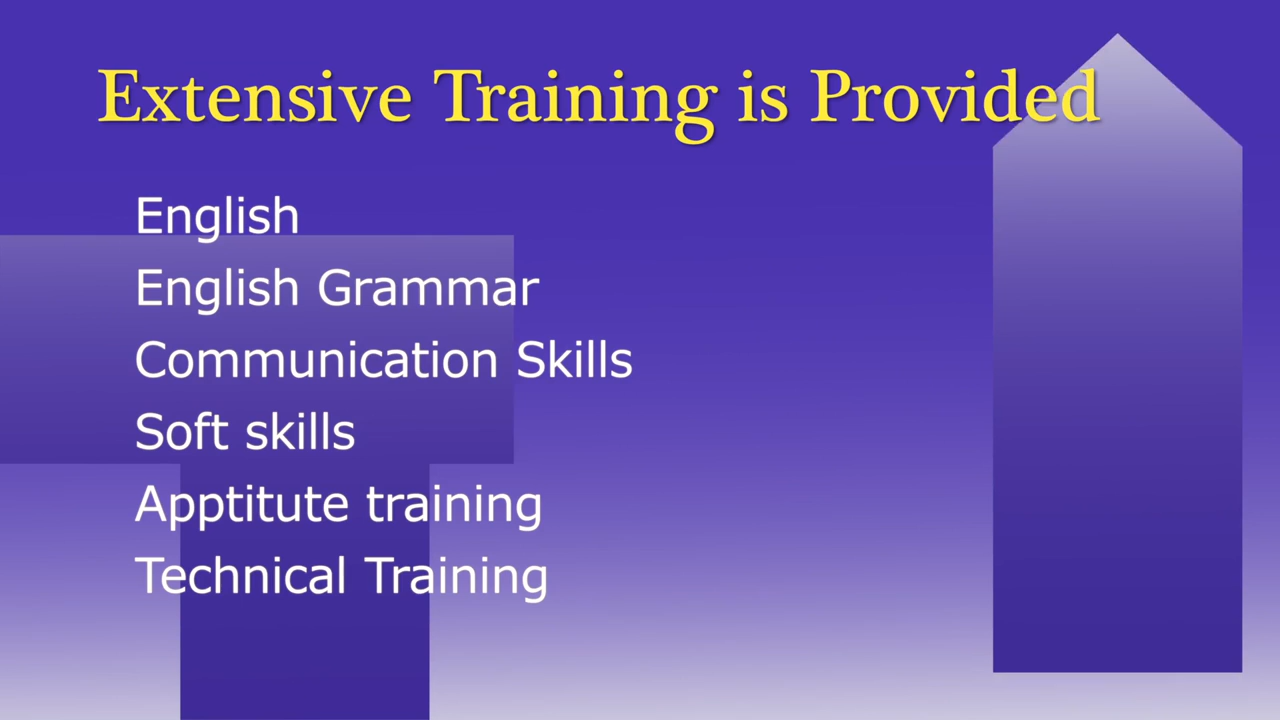 Extensive Training is Provided
English
English Grammar
Communication Skills
Soft skills
Apptitute training
Technical Training